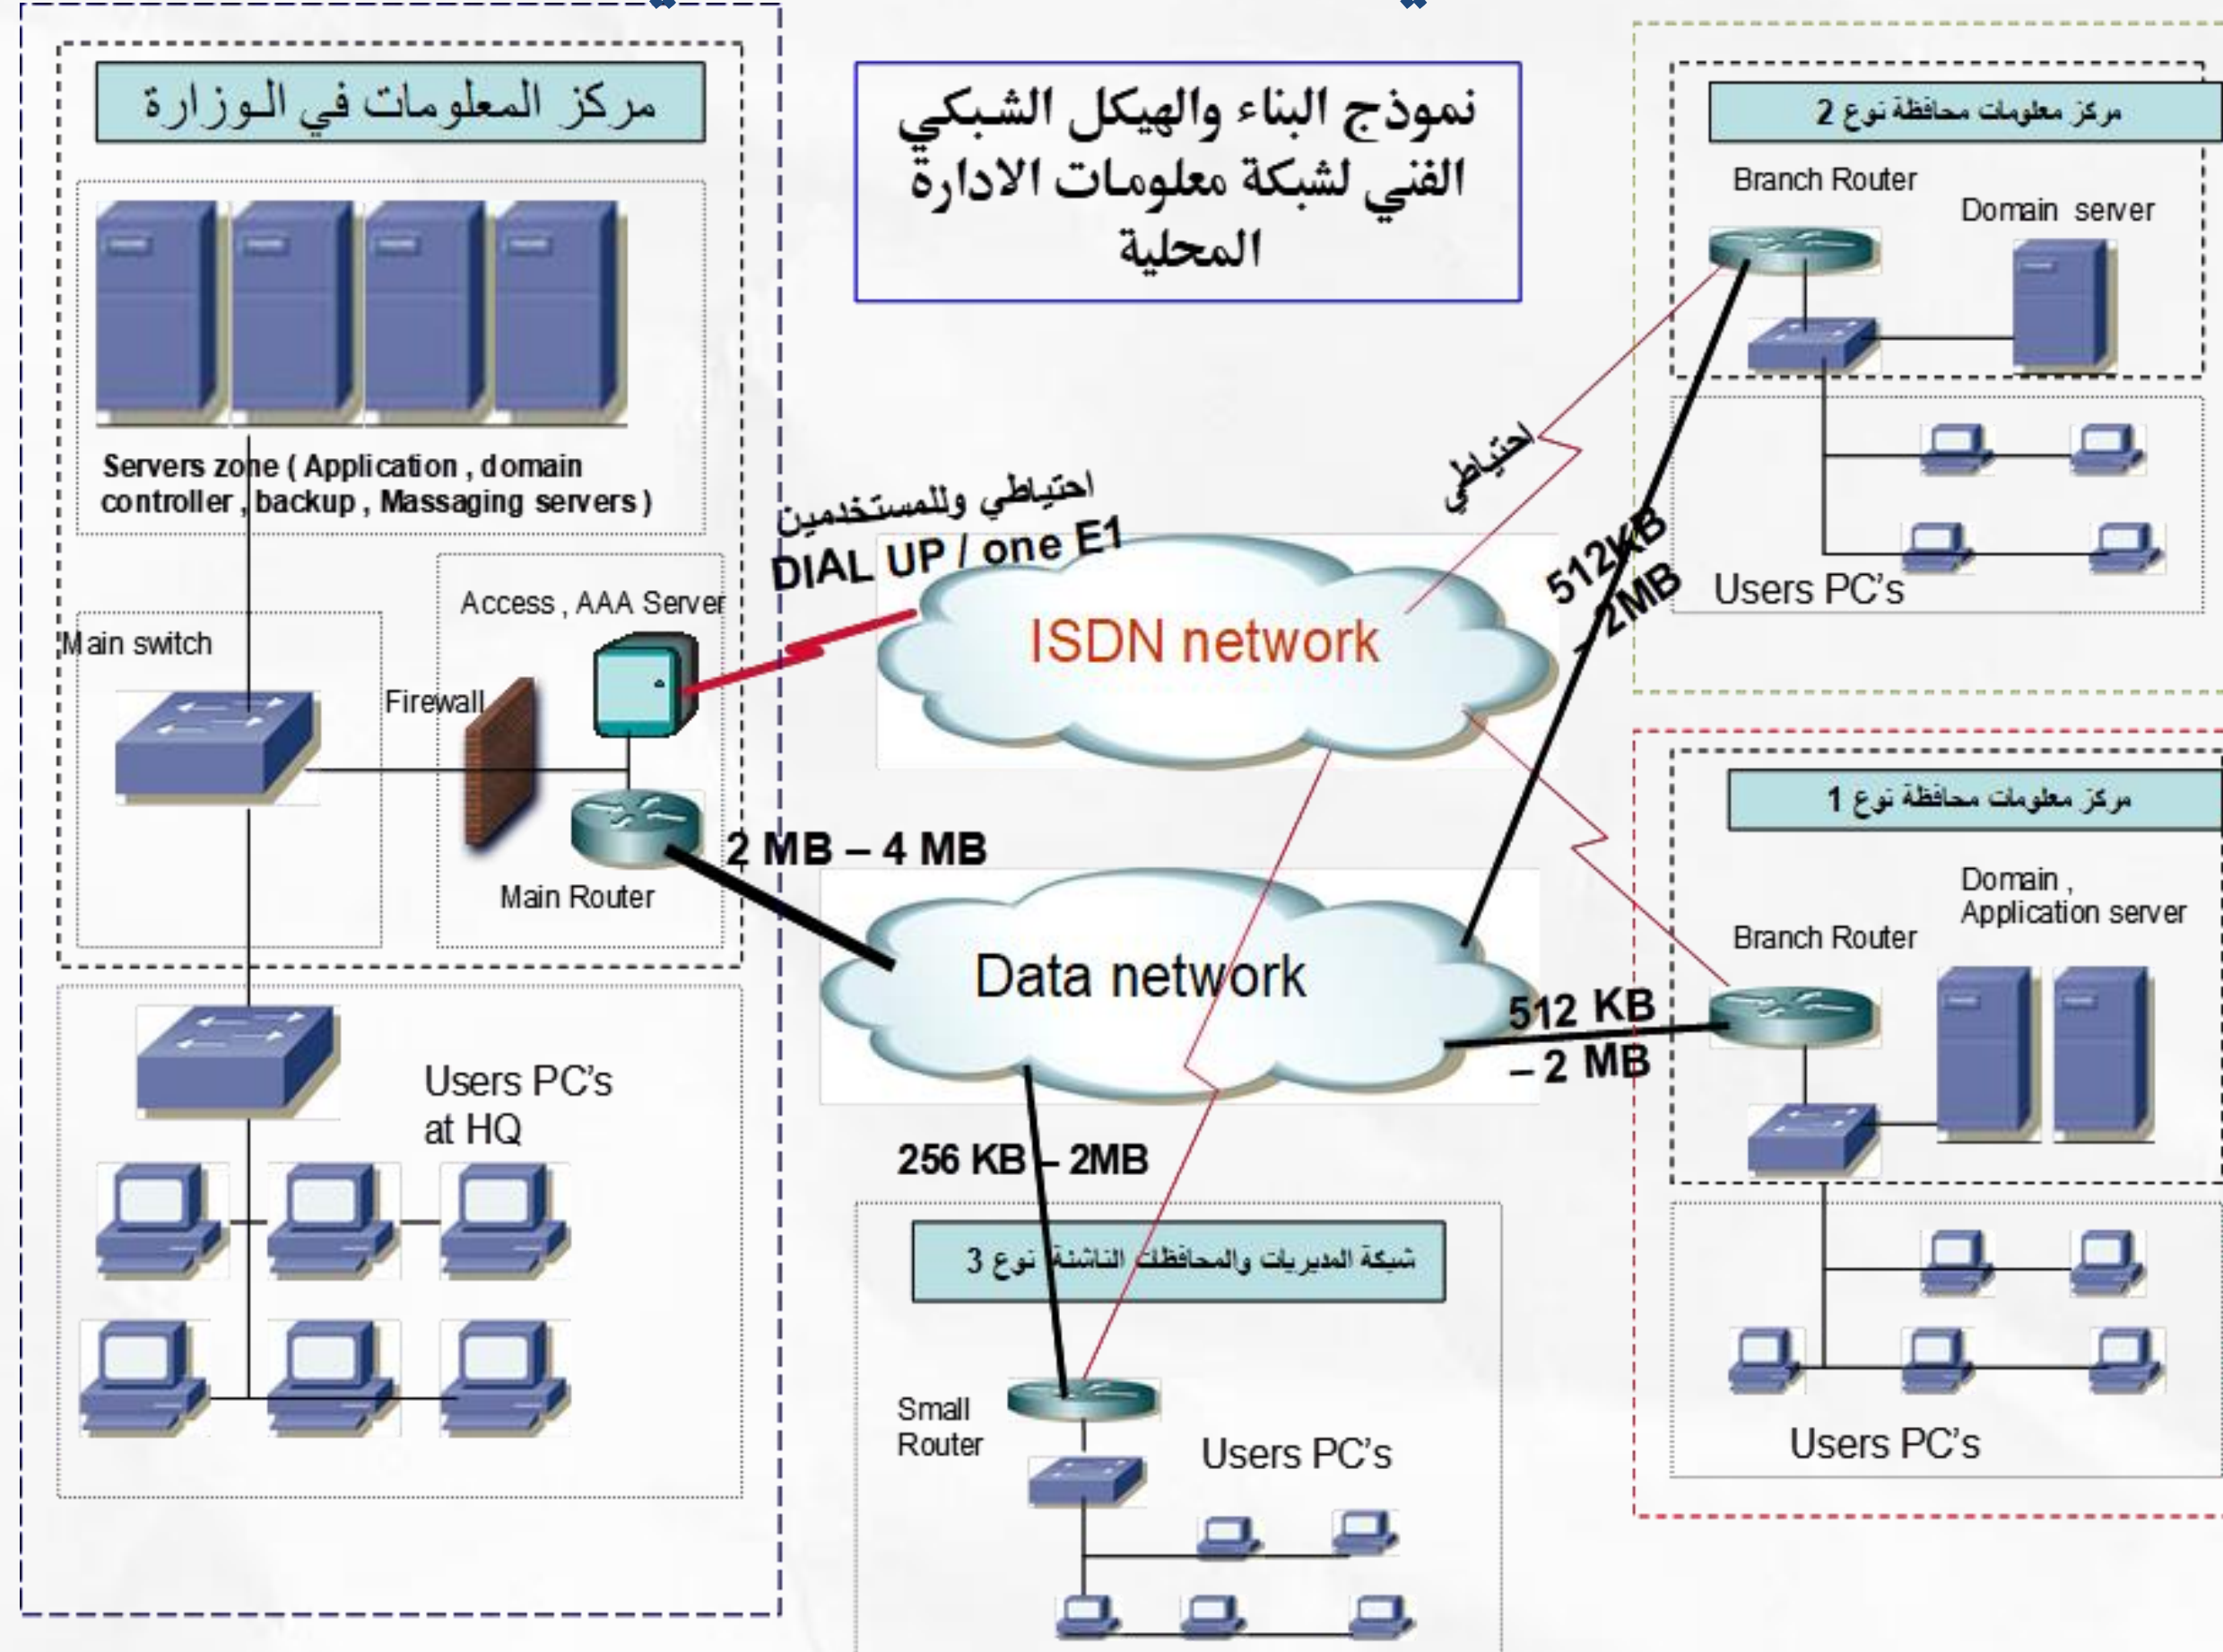 مركز المعلومات في الوزارة
Servers zone ( Application , domain
controller , backup , Massaging servers )
Main switch
Access , AAA Server
Firewall
Main Router
Users PC's
at HQ
نموذج البناء والهيكل الشبكي
الفني لشبكة معلومات الادارة
المحلية
احتياطي وللمستخدمين
DIAL UP / one E1
احتياطي
ISDN network
512KB
- 2MB
2 MB – 4 MB
Data network
512 KB
– 2 MB
256 KB – 2MB
شبكة المديريات والمحافظات الناشئة نوع 3
Small
Router
Users PC's
مركز معلومات محافظة نوع 2
Branch Router
Domain server
Users PC's
مركز معلومات محافظة نوع 1
Domain ,
Application server
Branch Router
Users PC's